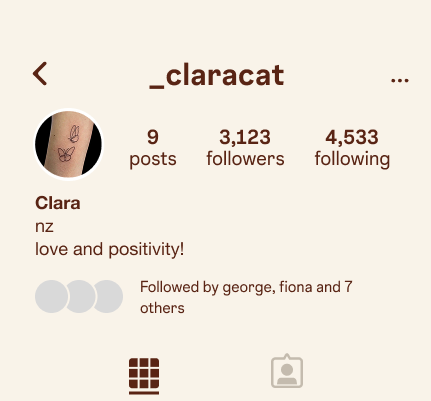 _claracat
...
9 3,123 4,533
posts followers following
Clara
nz
love and positivity!
Followed by george, fiona and 7
others